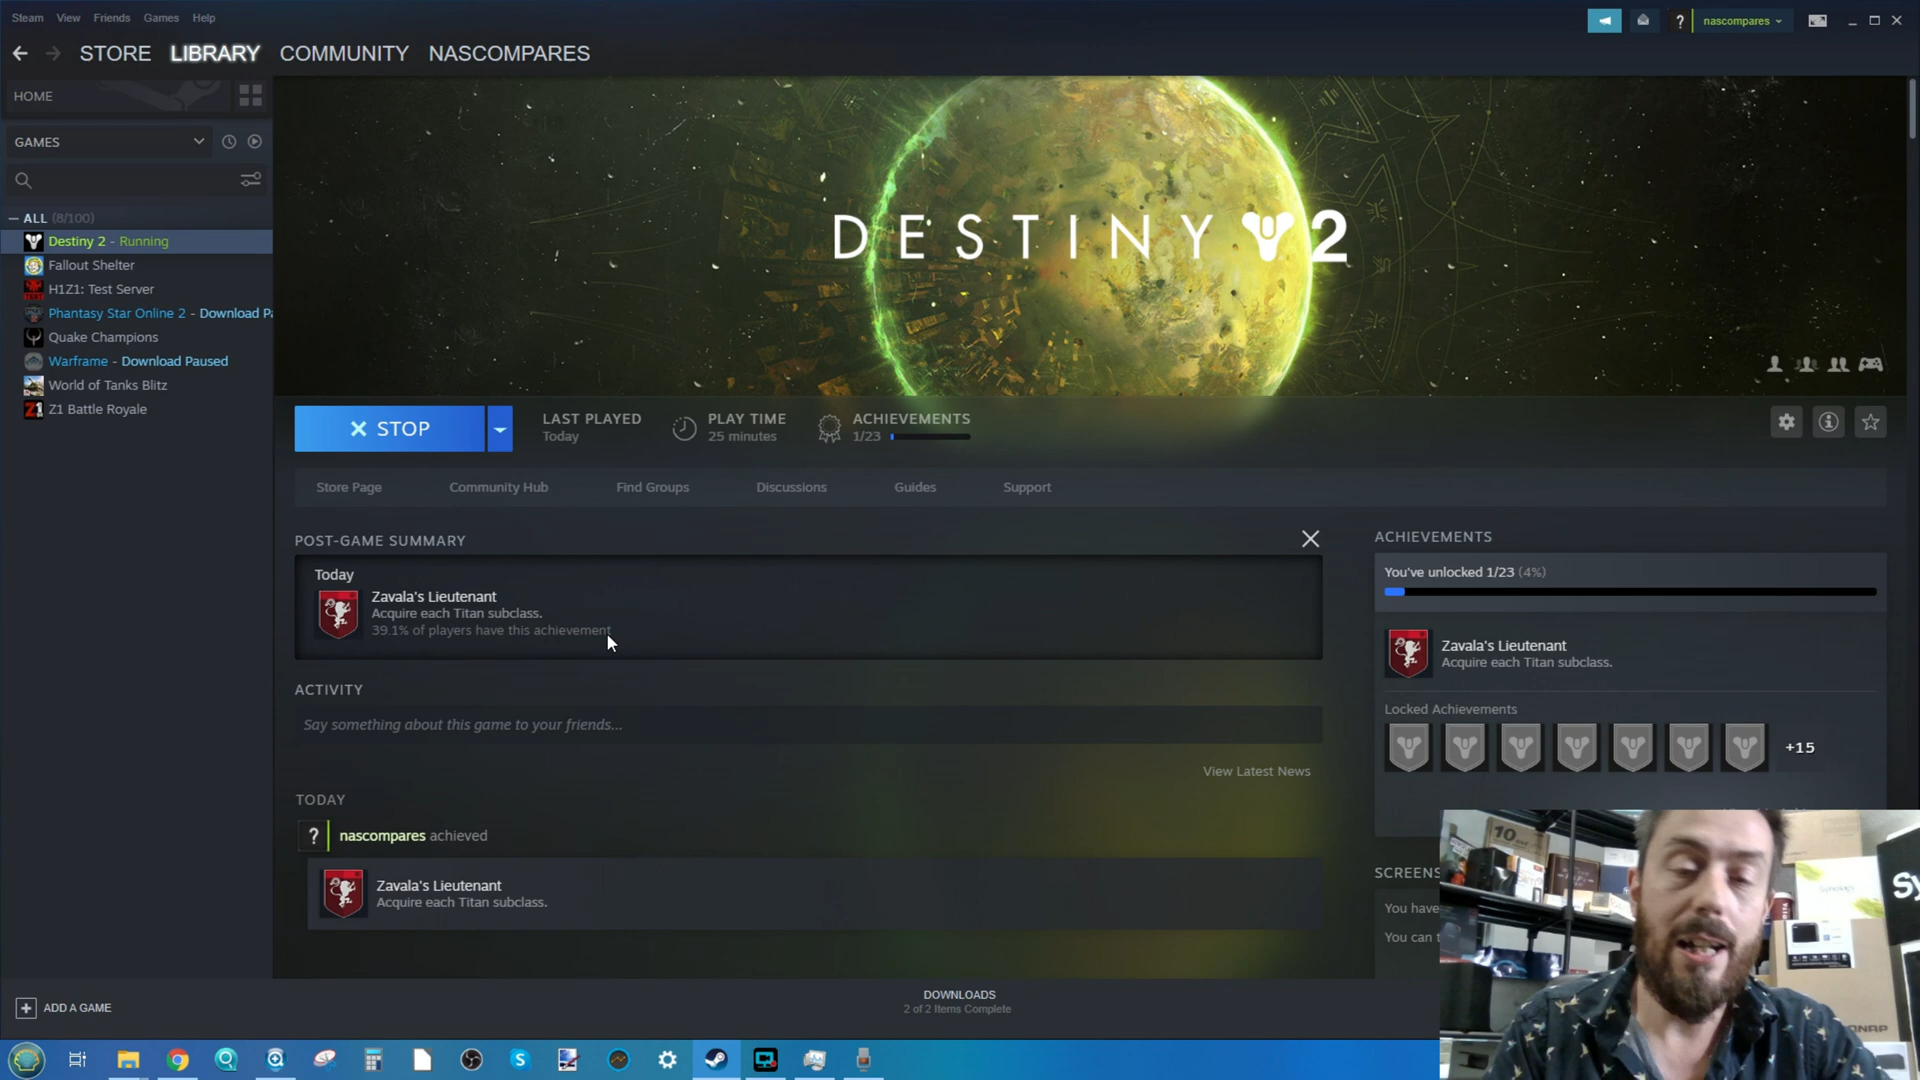 Steam View Friends Games Help
nascompares
STORE LIBRARY COMMUNITY NASCOMPARES
HOME
GAMES
ALL (8/100)
Destiny 2 - Running
Fallout Shelter
H1Z1: Test Server
Phantasy Star Online 2 - Download Pa
Quake Champions
Warframe - Download Paused
World of Tanks Blitz
Z1 Battle Royale
DESTINY 2
STOP
LAST PLAYED
Today
PLAY TIME
25 minutes
ACHIEVEMENTS
1/23
Store Page Community Hub Find Groups Discussions Guides Support
POST-GAME SUMMARY
Today
Zavala's Lieutenant
Acquire each Titan subclass.
39.1% of players have this achievement
ACTIVITY
Say something about this game to your friends...
View Latest News
TODAY
? nascompares achieved
Zavala's Lieutenant
Acquire each Titan subclass.
ACHIEVEMENTS
You've unlocked 1/23 (4%)
Zavala's Lieutenant
Acquire each Titan subclass.
Locked Achievements
+15
SCREENS
You have
You can t
10
Synology
Sy
QNAP
ADD A GAME
DOWNLOADS
2 of 2 Items Complete